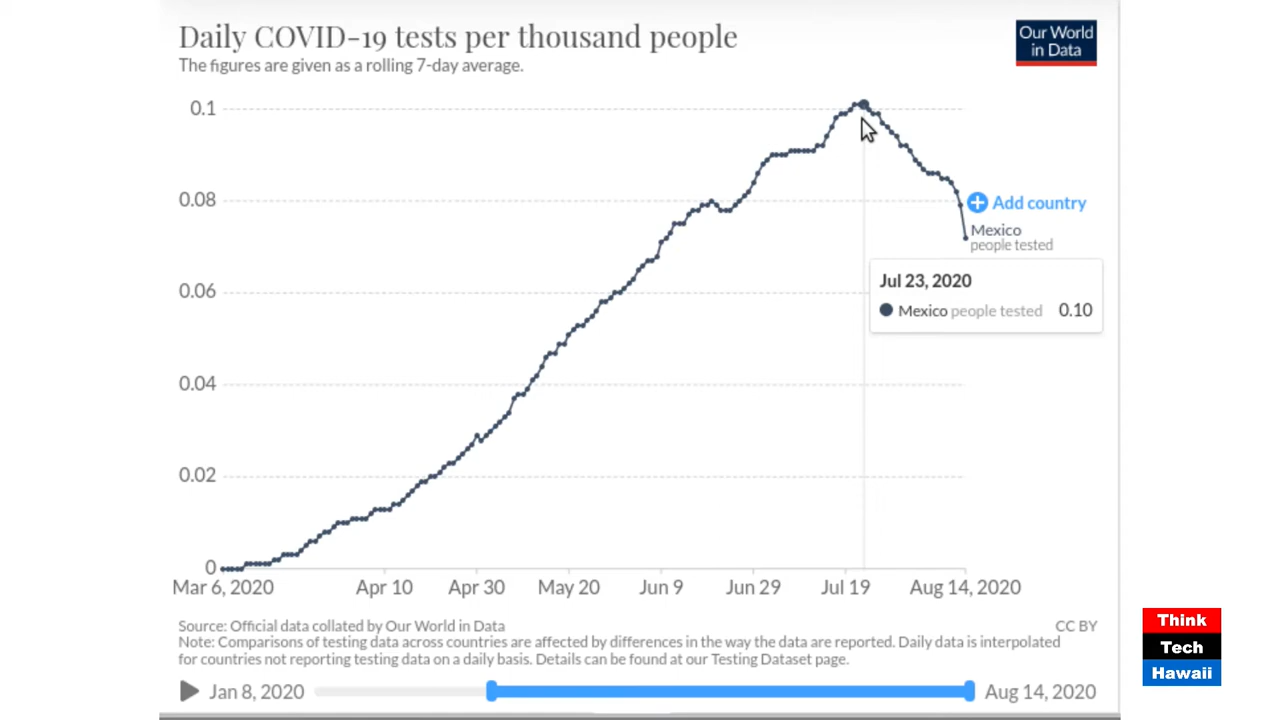 Daily COVID-19 tests per thousand people
The figures are given as a rolling 7-day average.
Our World
in Data
0.1
0.08
0.06
0.04
0.02
0
Add country
Mexico
people tested
Jul 23, 2020
Mexico people tested 0.10
Mar 6, 2020 Apr 10 Apr 30 May 20 Jun 9 Jun 29 Jul 19 Aug 14, 2020
Source: Official data collated by Our World in Data CC BY
Note: Comparisons of testing data across countries are affected by differences in the way the data are reported. Daily data is interpolated
for countries not reporting testing data on a daily basis. Details can be found at our Testing Dataset page.
Jan 8, 2020 Aug 14, 2020
Think
Tech
Hawaii